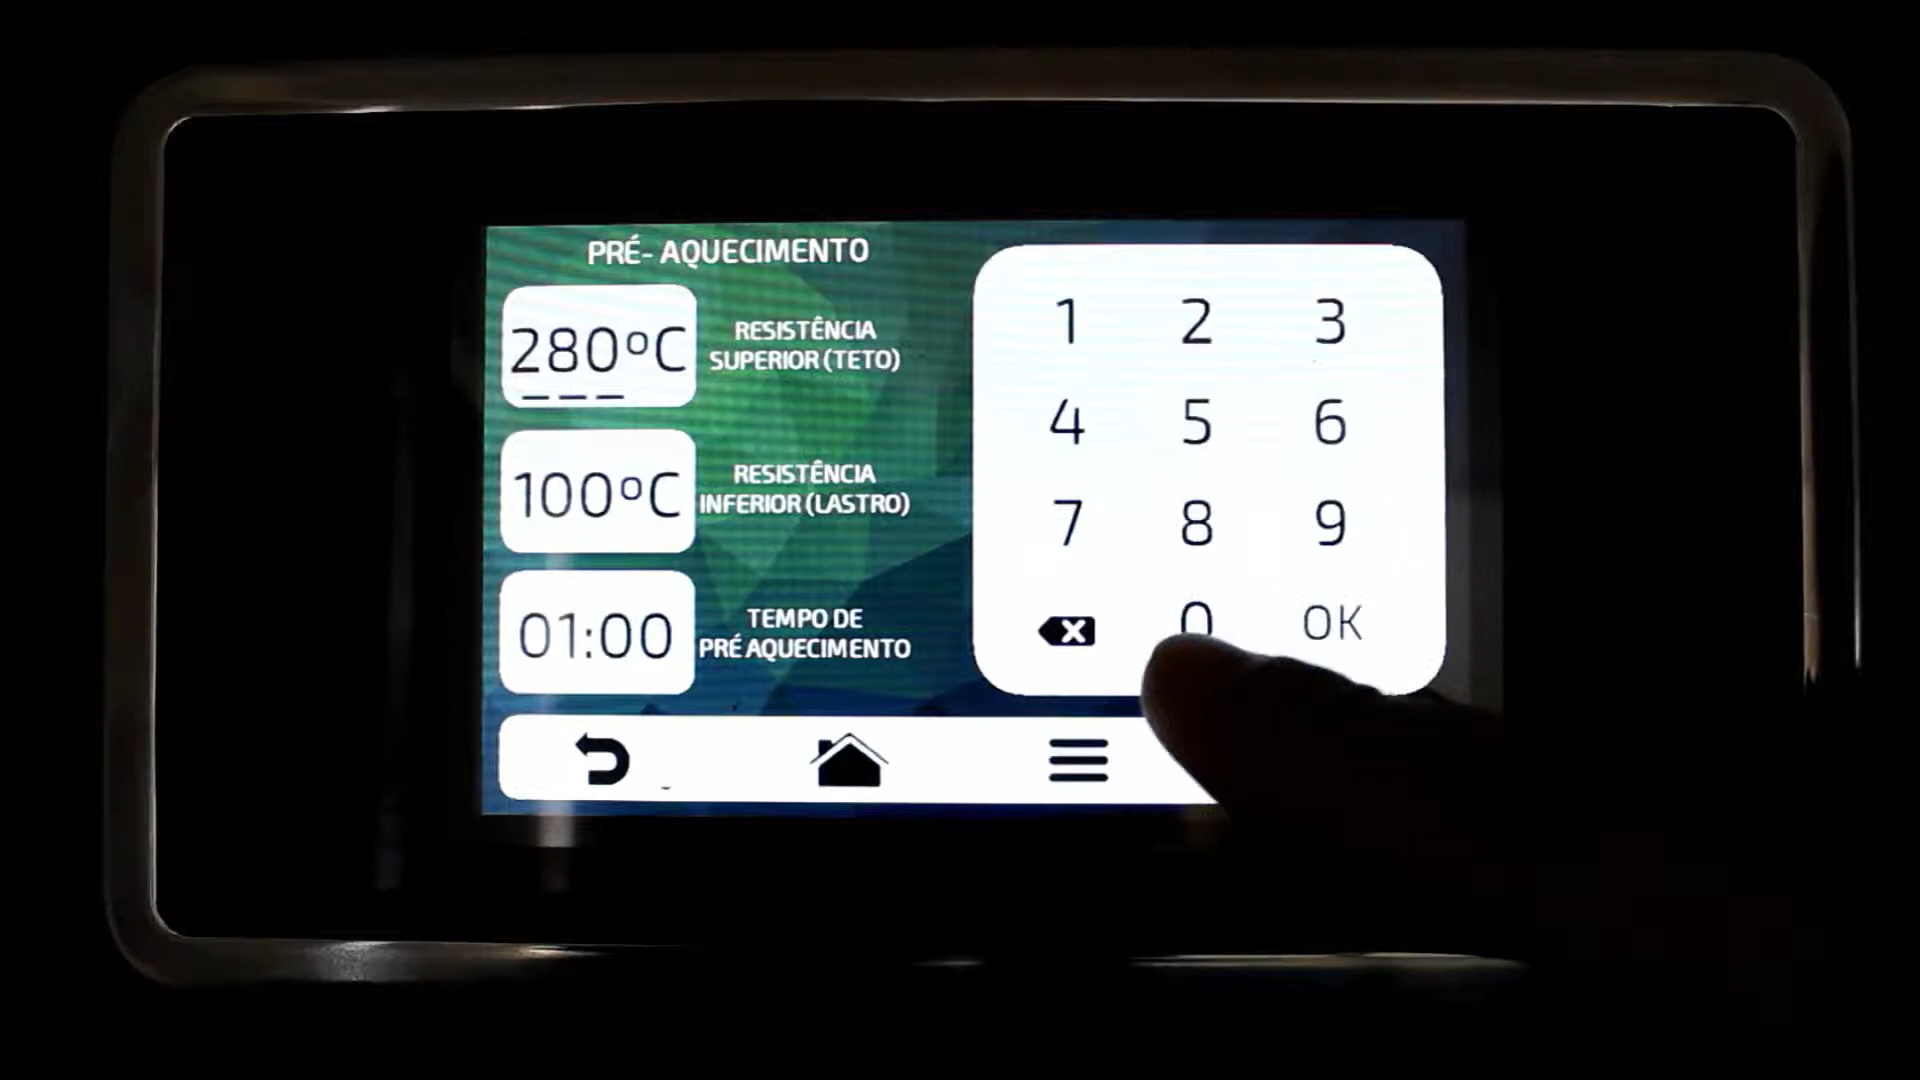 PRÉ- AQUECIMENTO
280ºC
RESISTÊNCIA
SUPERIOR (TETO)
100ºC
RESISTÊNCIA
INFERIOR (LASTRO)
01:00
TEMPO DE
PRÉ AQUECIMENTO
1 2 3
4 5 6
7 8 9
0 OK